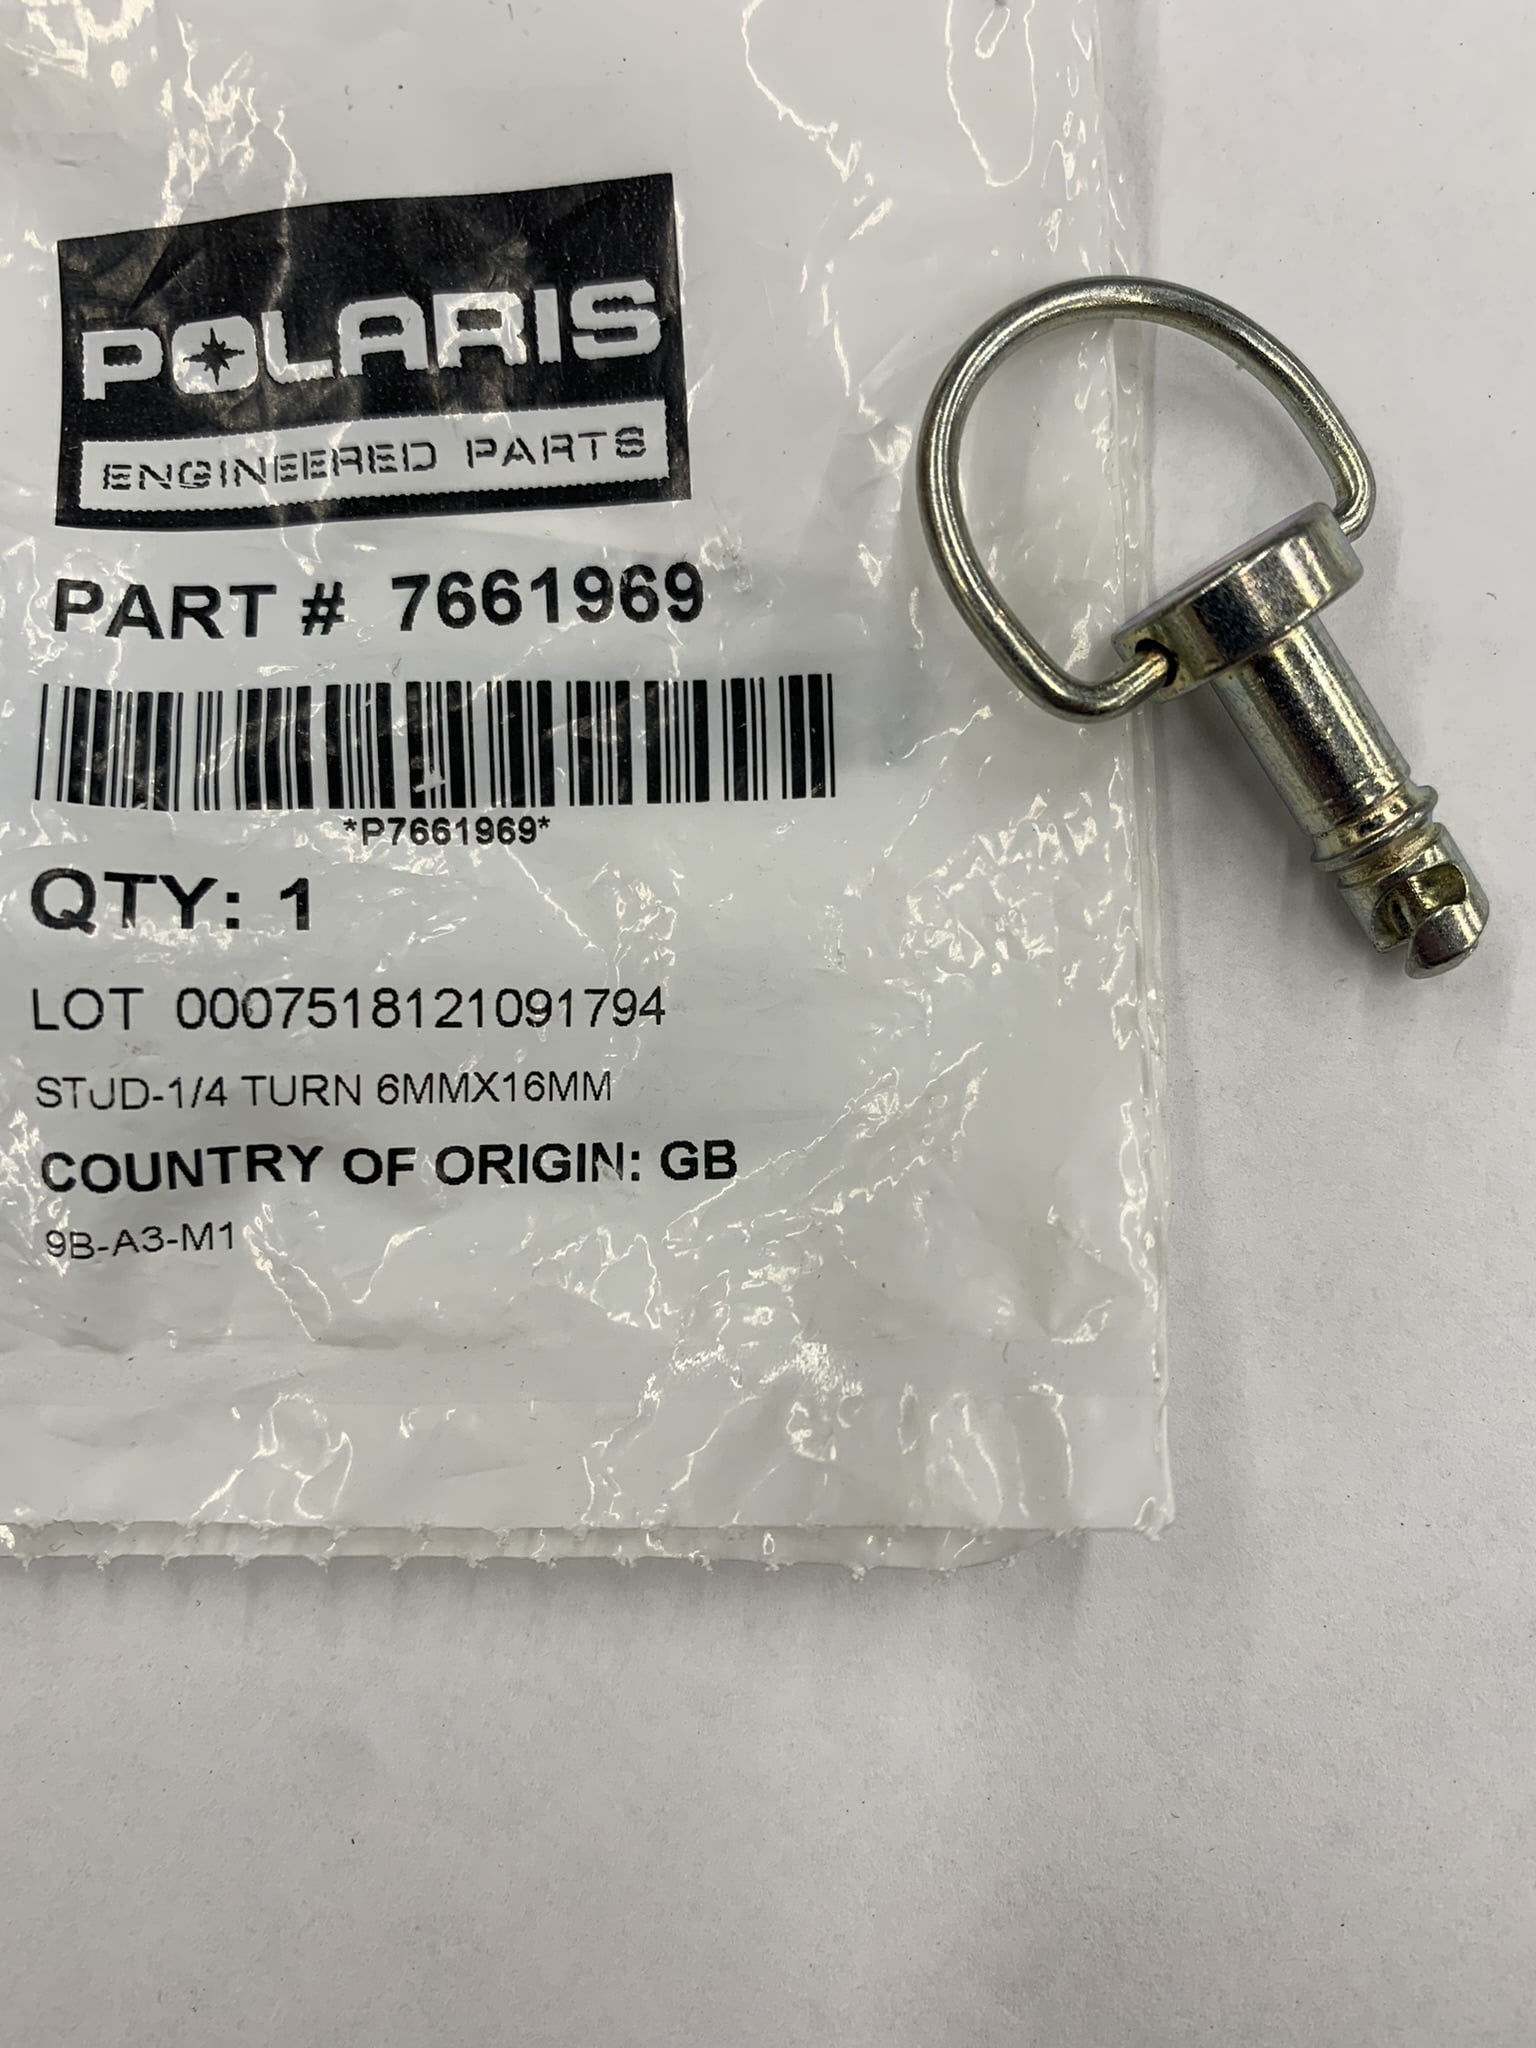 POLARIS
ENGINEERED PARTS
PART # 7661969
*P7661969*
QTY: 1
LOT 0007518121091794
STUD-1/4 TURN 6MMX16MM
COUNTRY OF ORIGIN: GB
9B-A3-M1